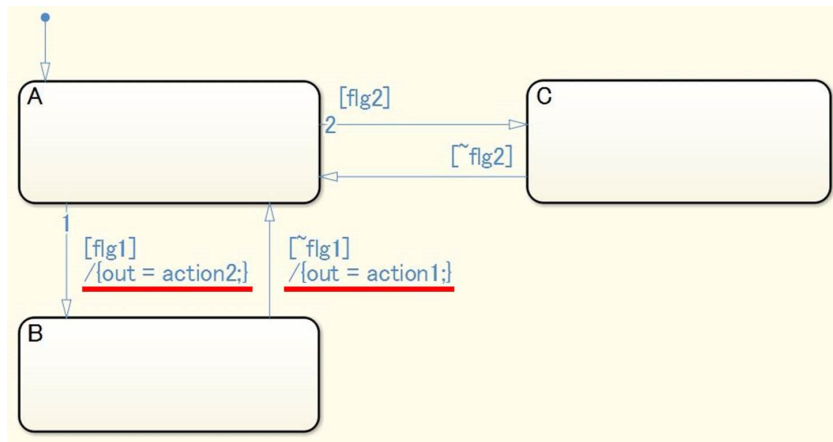 A
[flg2]
C
2
[~flg2]
1
[flg1]
/{out = action2;}
[~flg1]
/{out = action1;}
B